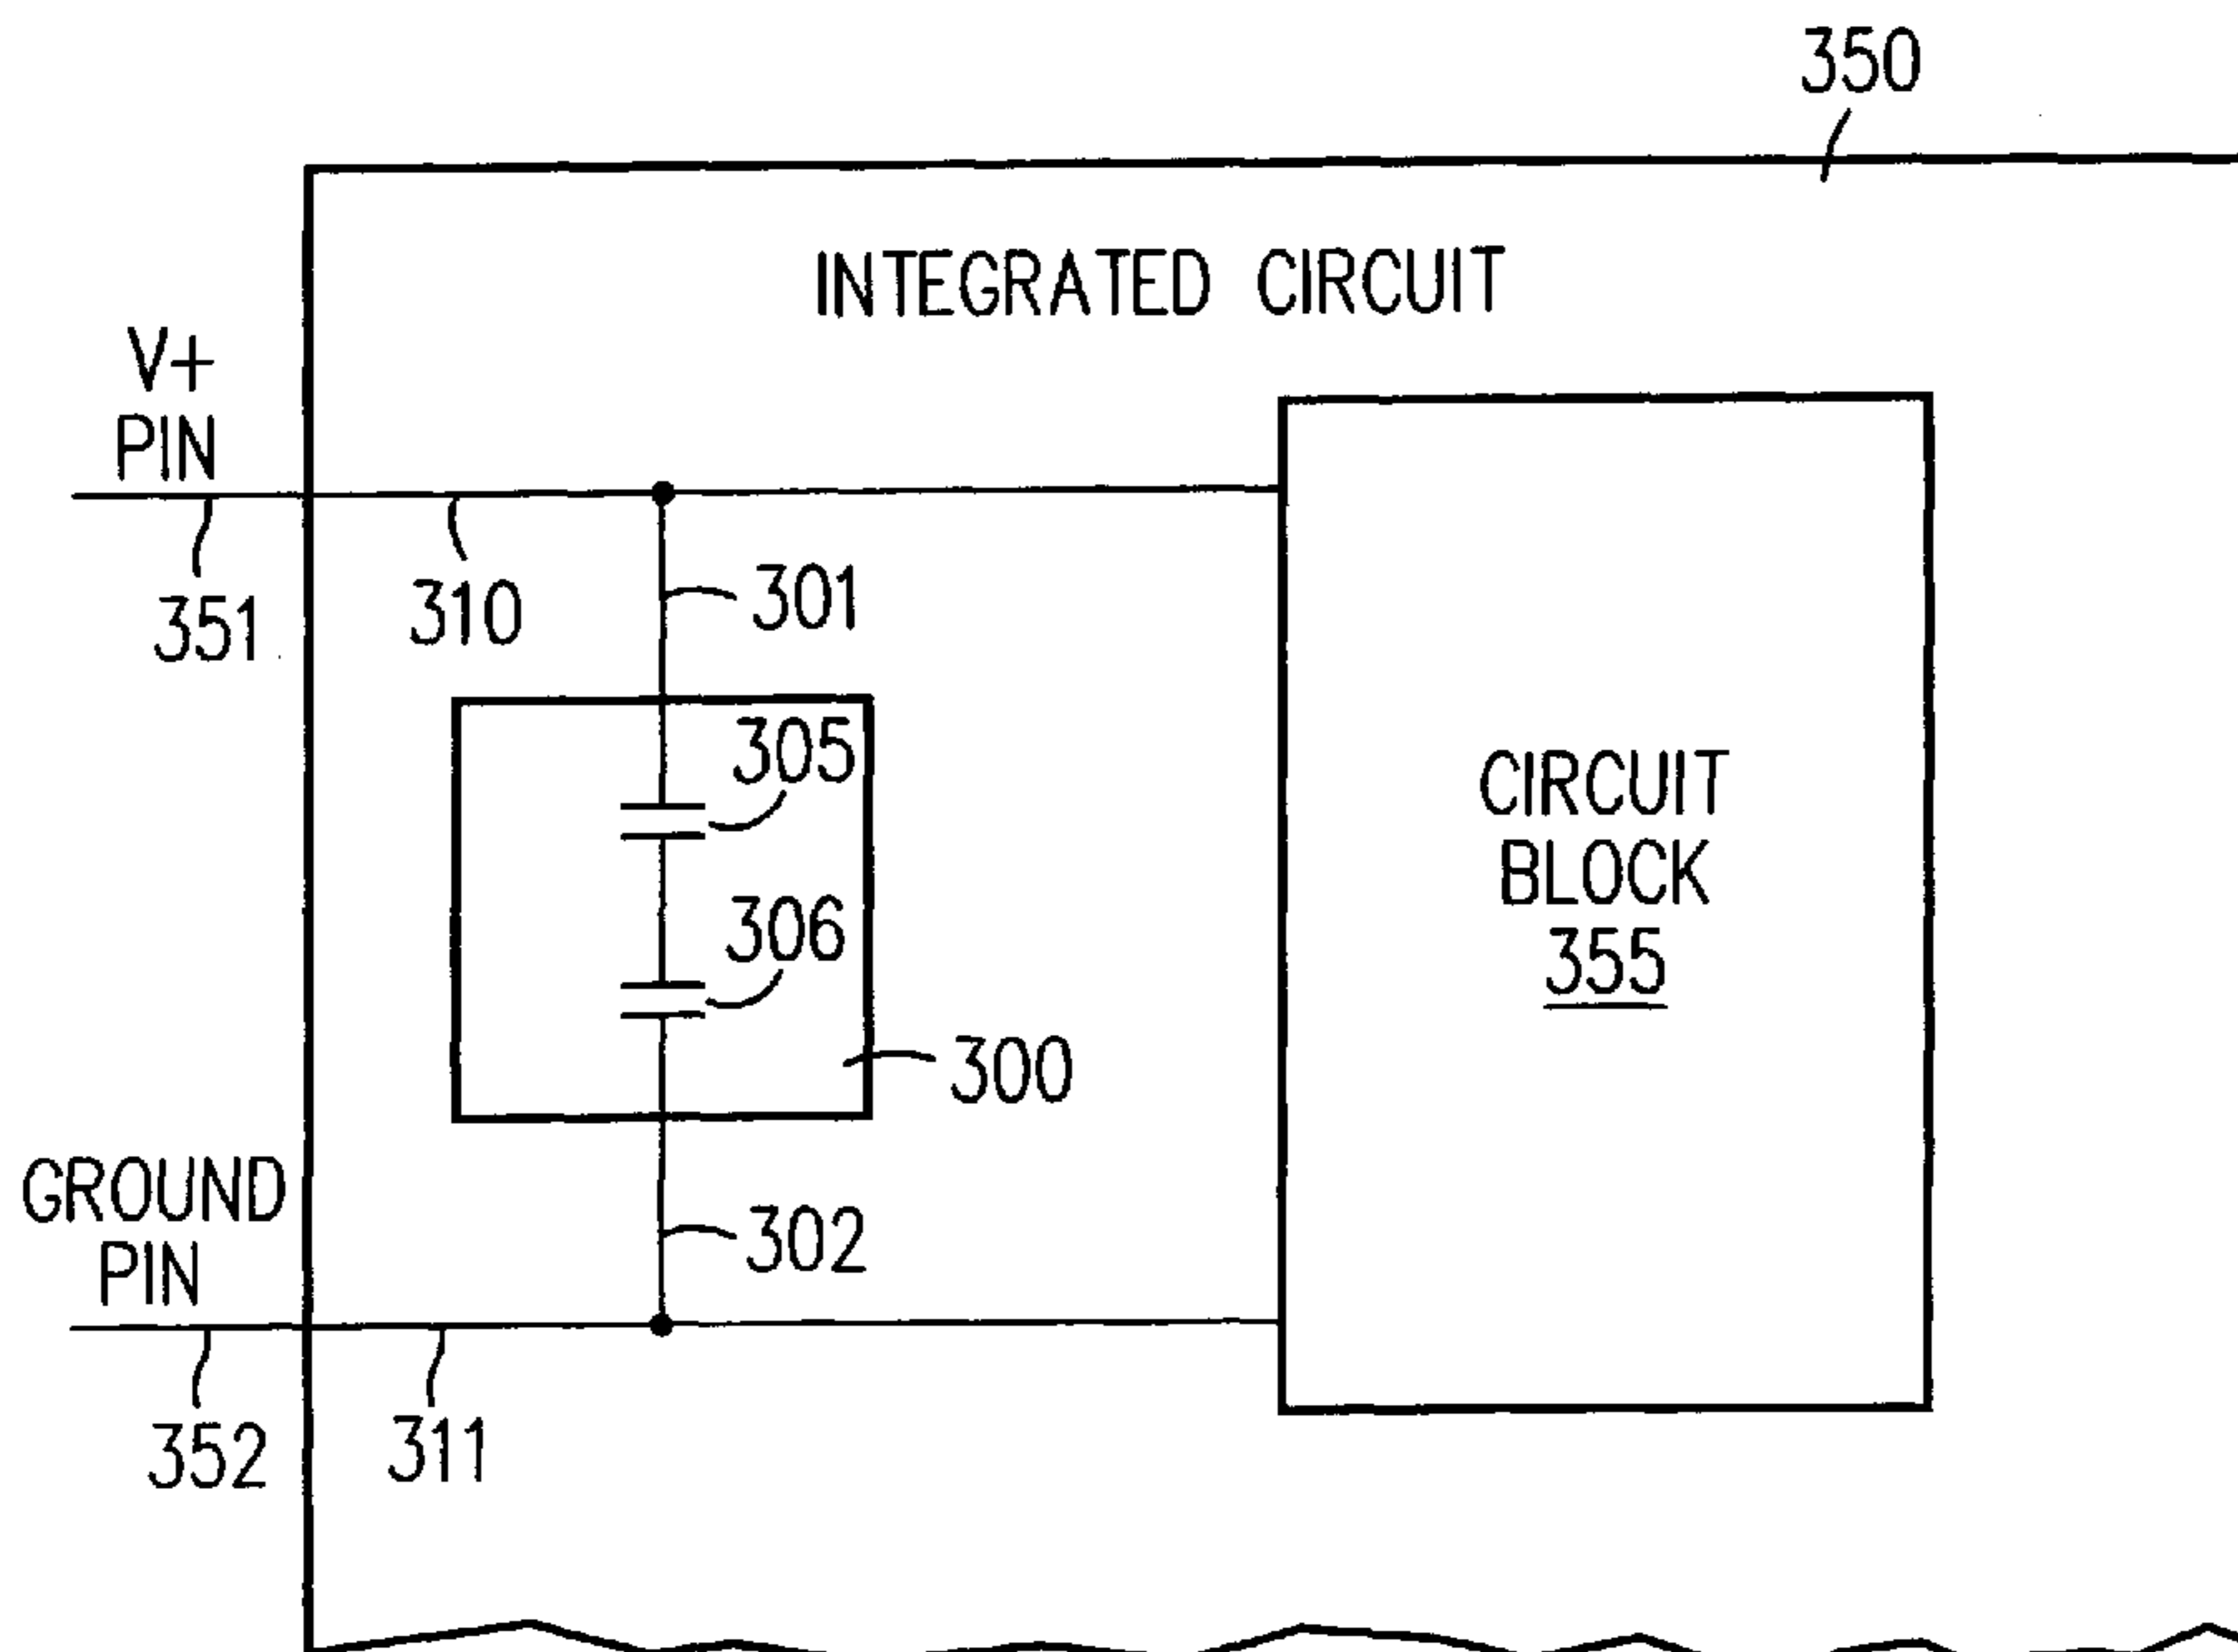 350
INTEGRATED CIRCUIT
V+
PIN
351
310
301
305
306
300
CIRCUIT
BLOCK
355
GROUND
PIN
302
352
311